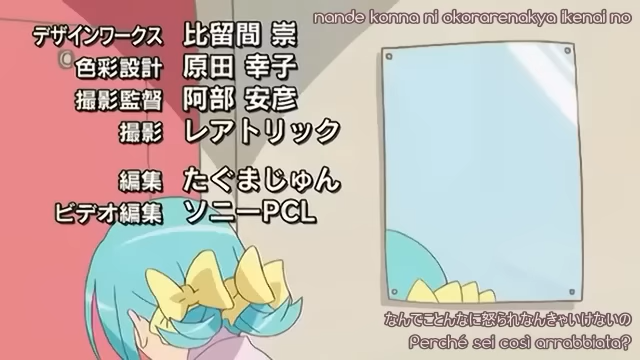 nande konna ni okorarenakya ikenai no
デザインワークス 比留間 崇
色彩設計 原田 幸子
撮影監督 阿部 安彦
撮影 レアトリック
編集 たぐまじゅん
ビデオ編集 ソニーPCL
なんでことんなに怒られなんきゃいけないの
Perché sei così arrabbiata?